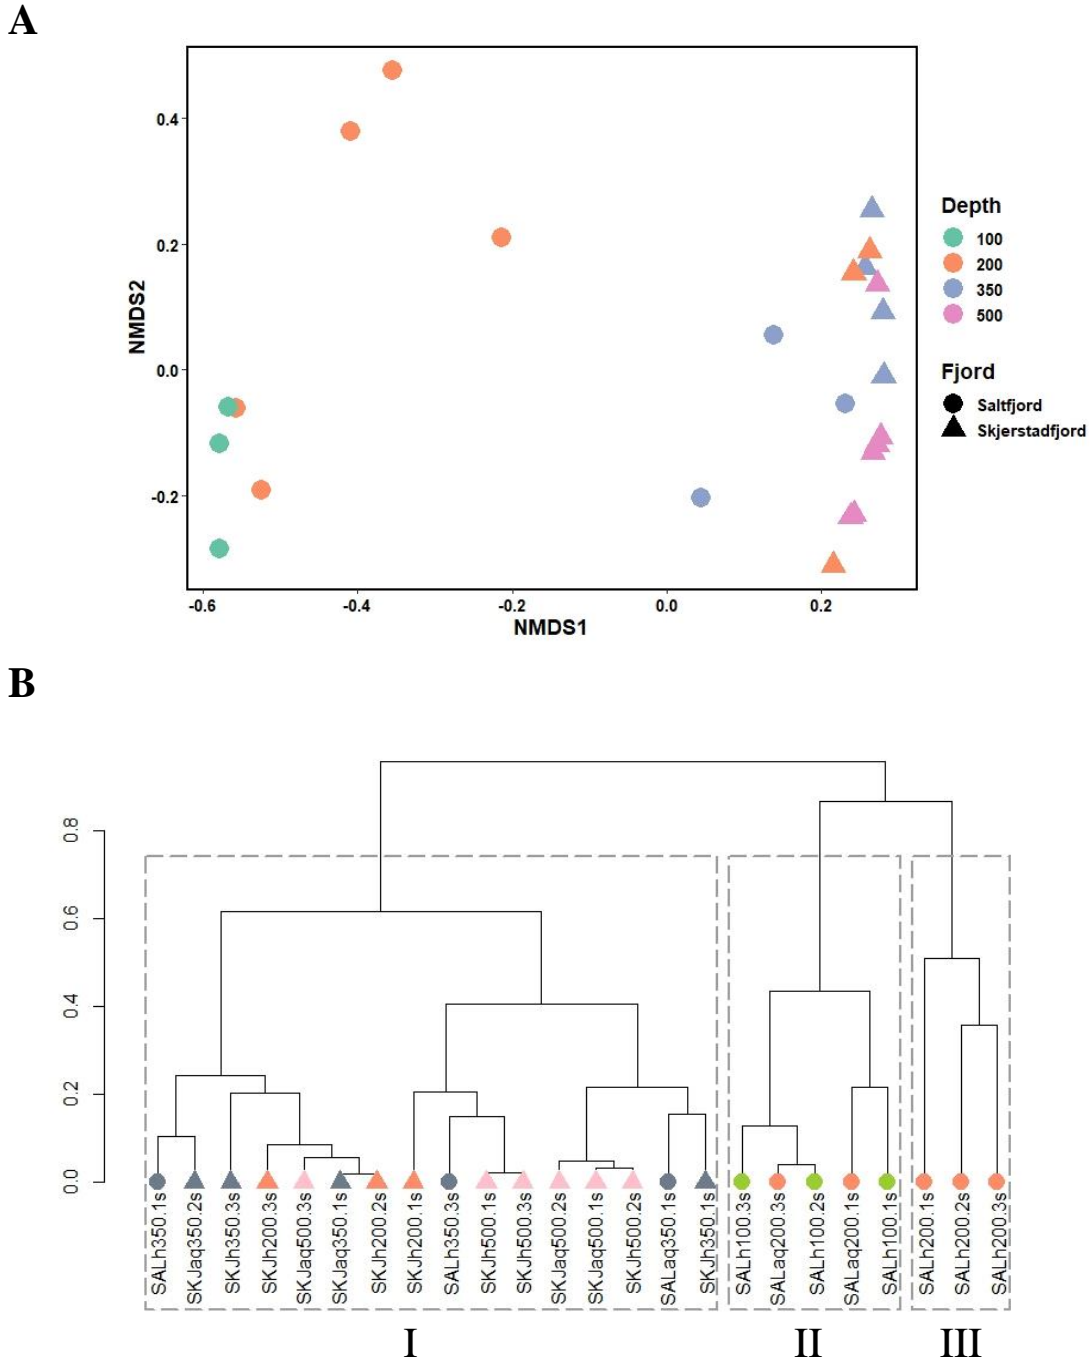 A
0.4
0.2
0.0
-0.2
NMDS2
-0.6 -0.4 -0.2 0.0 0.2
NMDS1
Depth
100
200
350
500
Fjord
Saltfjord
Skjerstadfjord
B
0.8
0.6
0.4
0.2
0.0
SALh350.1s
SKJaq350.2s
SKJh350.3s
SKJh200.3s
SKJaq500.3s
SKJaq350.1s
SKJh200.2s
SKJh200.1s
SALh350.3s
SKJh500.1s
SKJh500.3s
SKJaq500.2s
SKJaq500.1s
SKJh500.2s
SALaq350.1s
SKJh350.1s
SALh100.3s
SALaq200.3s
SALh100.2s
SALaq200.1s
SALh100.1s
SALh200.1s
SALh200.2s
SALh200.3s
I II III